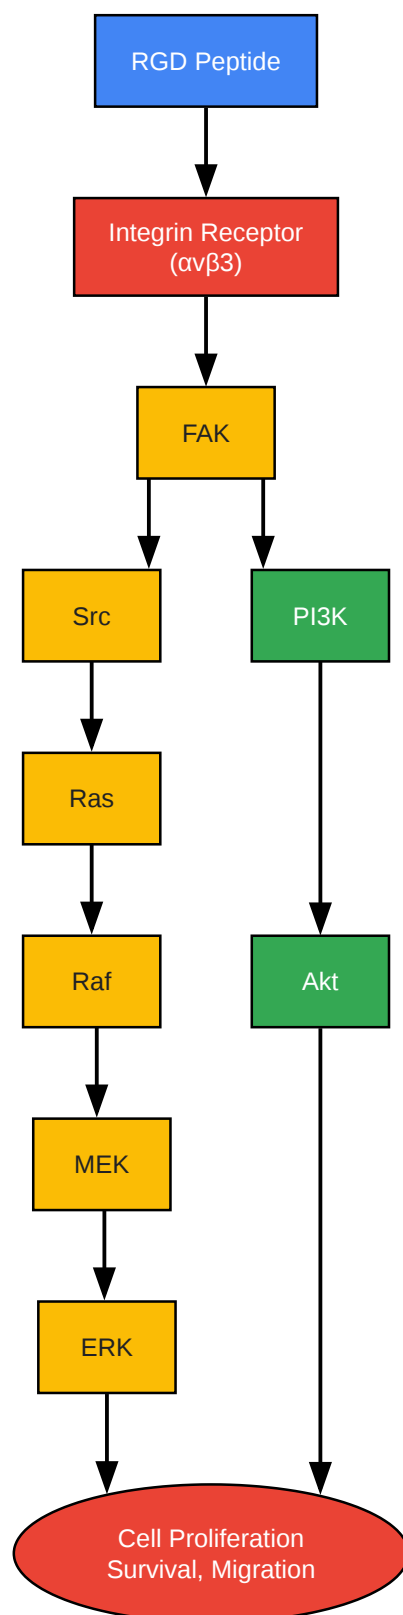 RGD Peptide
Integrin Receptor
(αvβ3)
FAK
Src
PI3K
Ras
Raf
Akt
MEK
ERK
Cell Proliferation
Survival, Migration